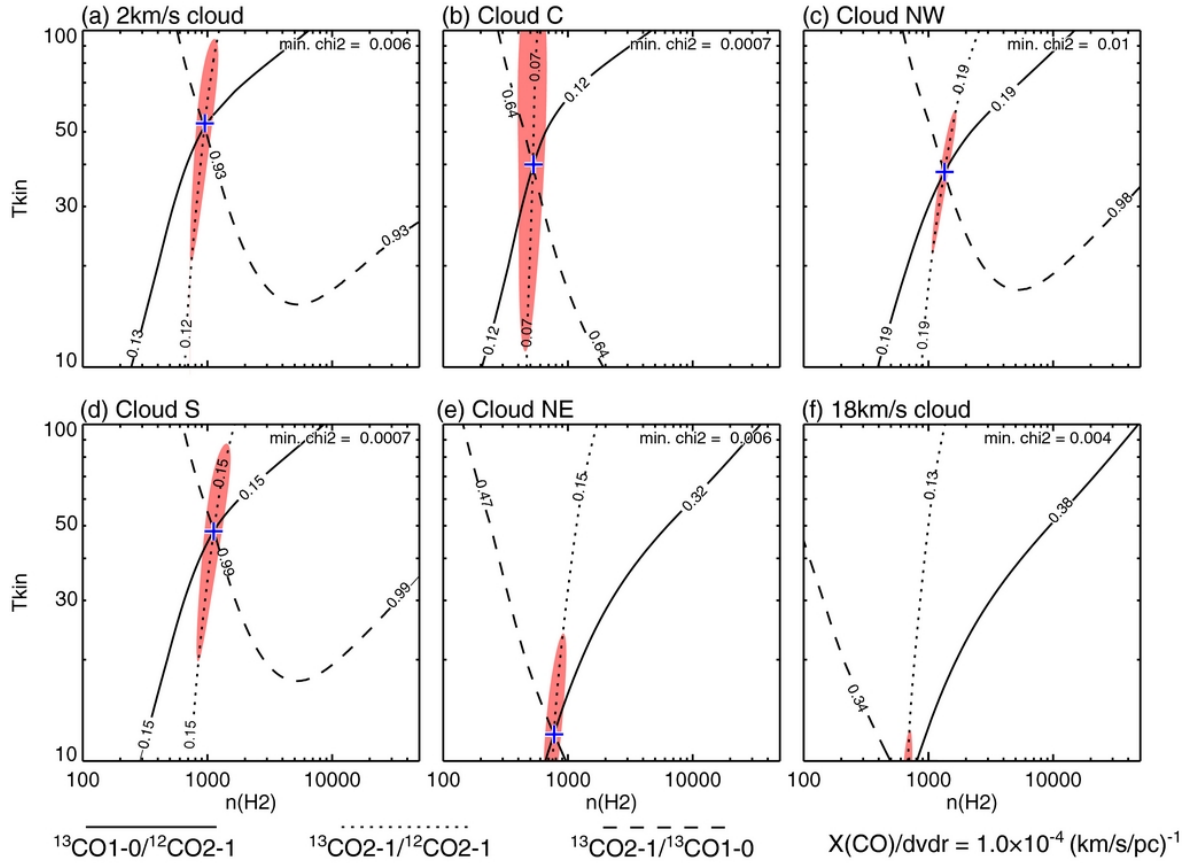 (a) 2km/s cloud
(b) Cloud C
(c) Cloud NW
100
50
30
10
Tkin
min. chi2 = 0.006
0.93
0.93
0.13
0.12
min. chi2 = 0.0007
0.07
0.64
0.12
0.12
0.07
0.64
min. chi2 = 0.01
0.19
0.19
0.98
0.19
0.19
(d) Cloud S
(e) Cloud NE
(f) 18km/s cloud
100
50
30
10
Tkin
min. chi2 = 0.0007
0.15
0.15
0.99
0.99
0.15
0.15
min. chi2 = 0.006
0.47
0.15
0.32
min. chi2 = 0.004
0.13
0.38
0.34
100 1000 10000
100 1000 10000
100 1000 10000
n(H2)
n(H2)
n(H2)
¹³CO1-0/¹²CO2-1
¹³CO2-1/¹²CO2-1
¹³CO2-1/¹³CO1-0
X(CO)/dvdr = 1.0×10⁻⁴ (km/s/pc)⁻¹